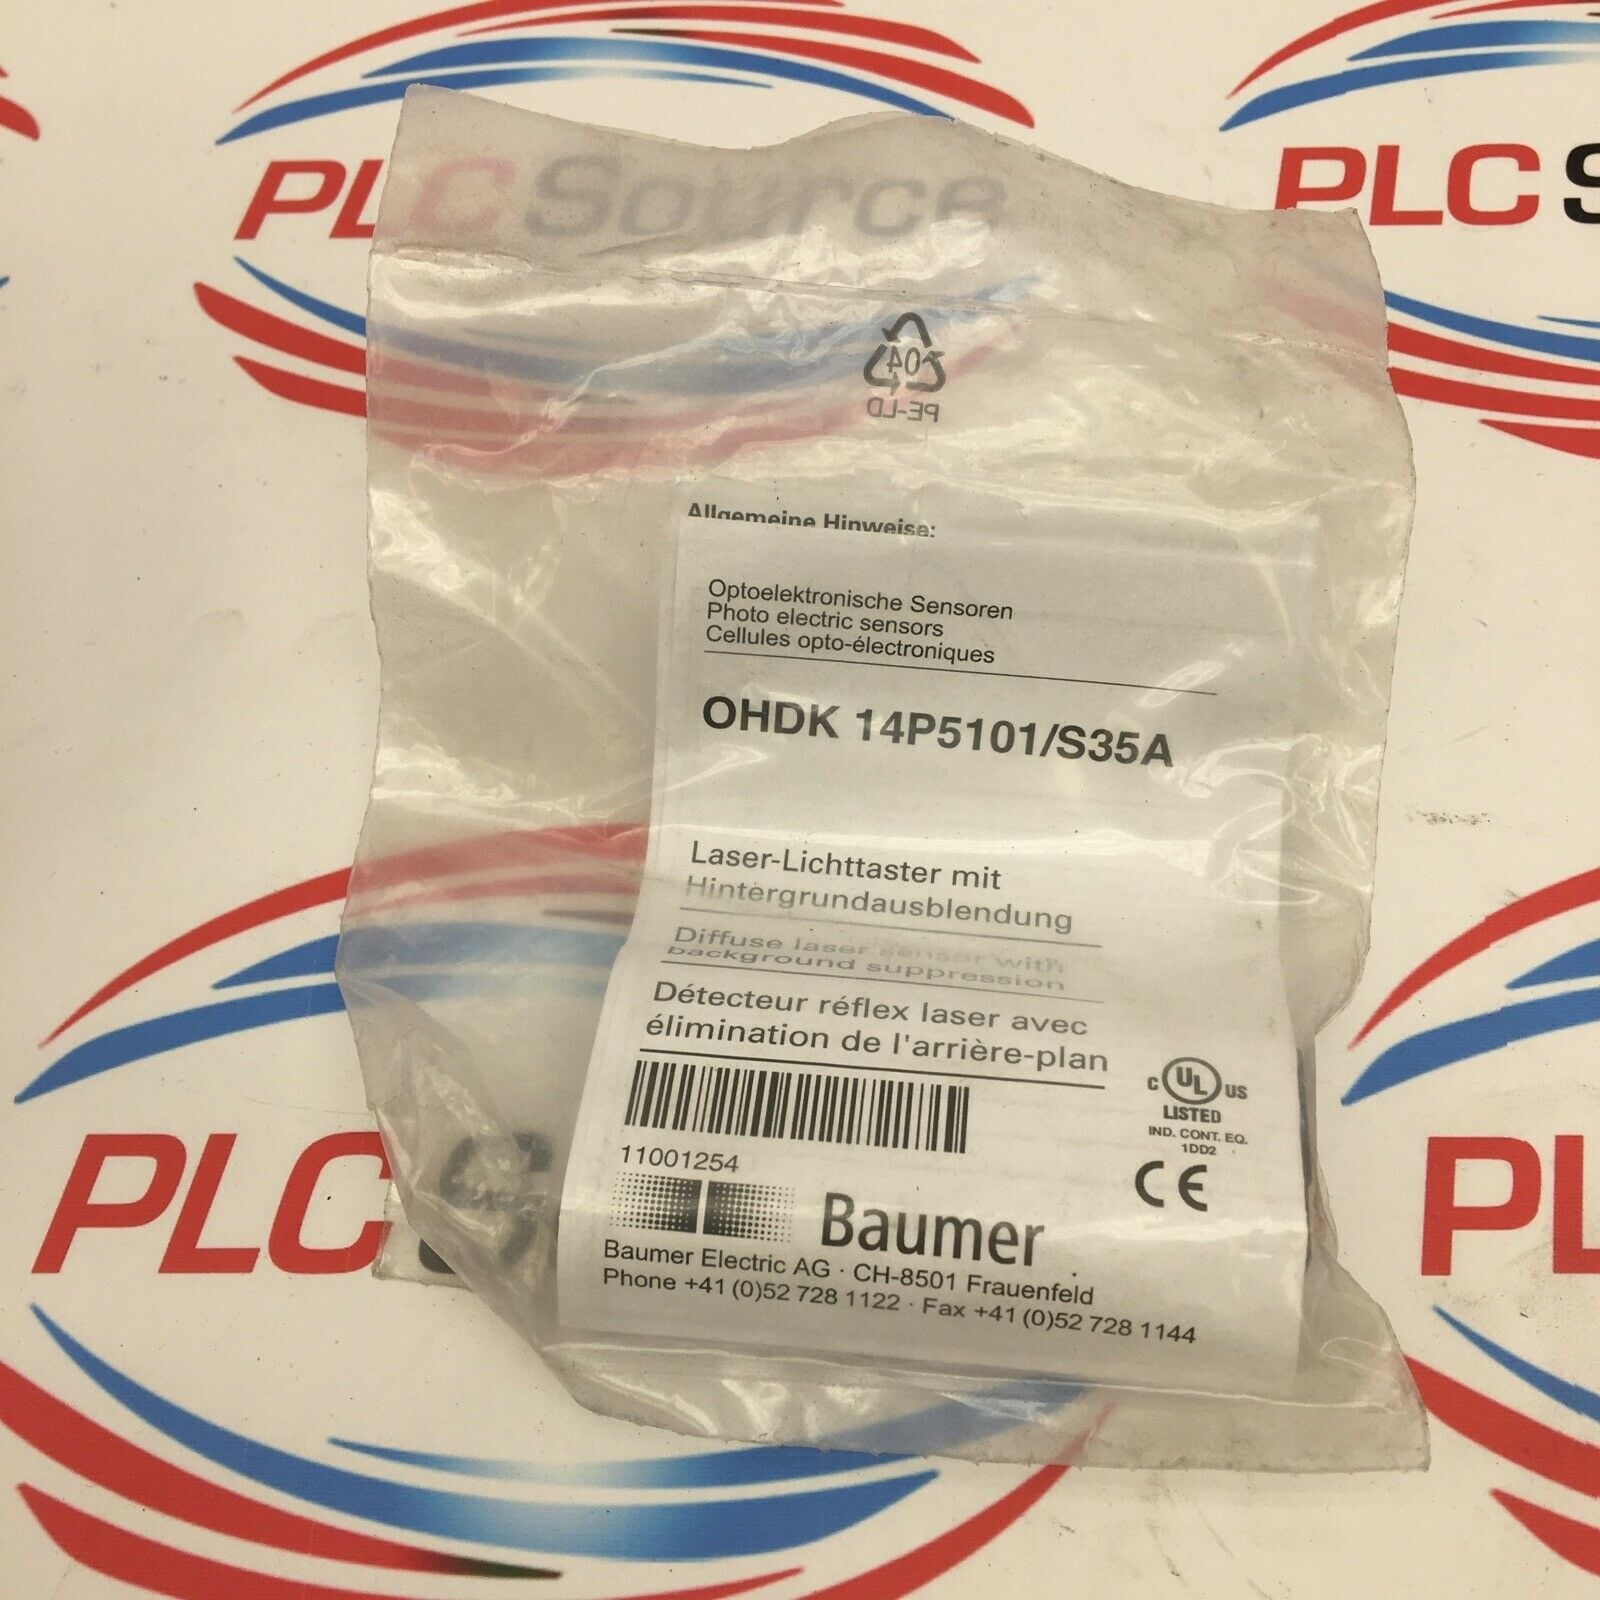 PLC Source
PLC S
04
PE-LD
Allgemeine Hinweise:
Optoelektronische Sensoren
Photo electric sensors
Cellules opto-électroniques
OHDK 14P5101/S35A
Laser-Lichttaster mit
Hintergrundausblendung
Diffuse laser sensor with
background suppression
Détecteur réflex laser avec
élimination de l'arrière-plan
11001254
C UL US
LISTED
IND. CONT. EQ.
1DD2
CE
Baumer
Baumer Electric AG · CH-8501 Frauenfeld
Phone +41 (0)52 728 1122 · Fax +41 (0)52 728 1144
PLC S
PL